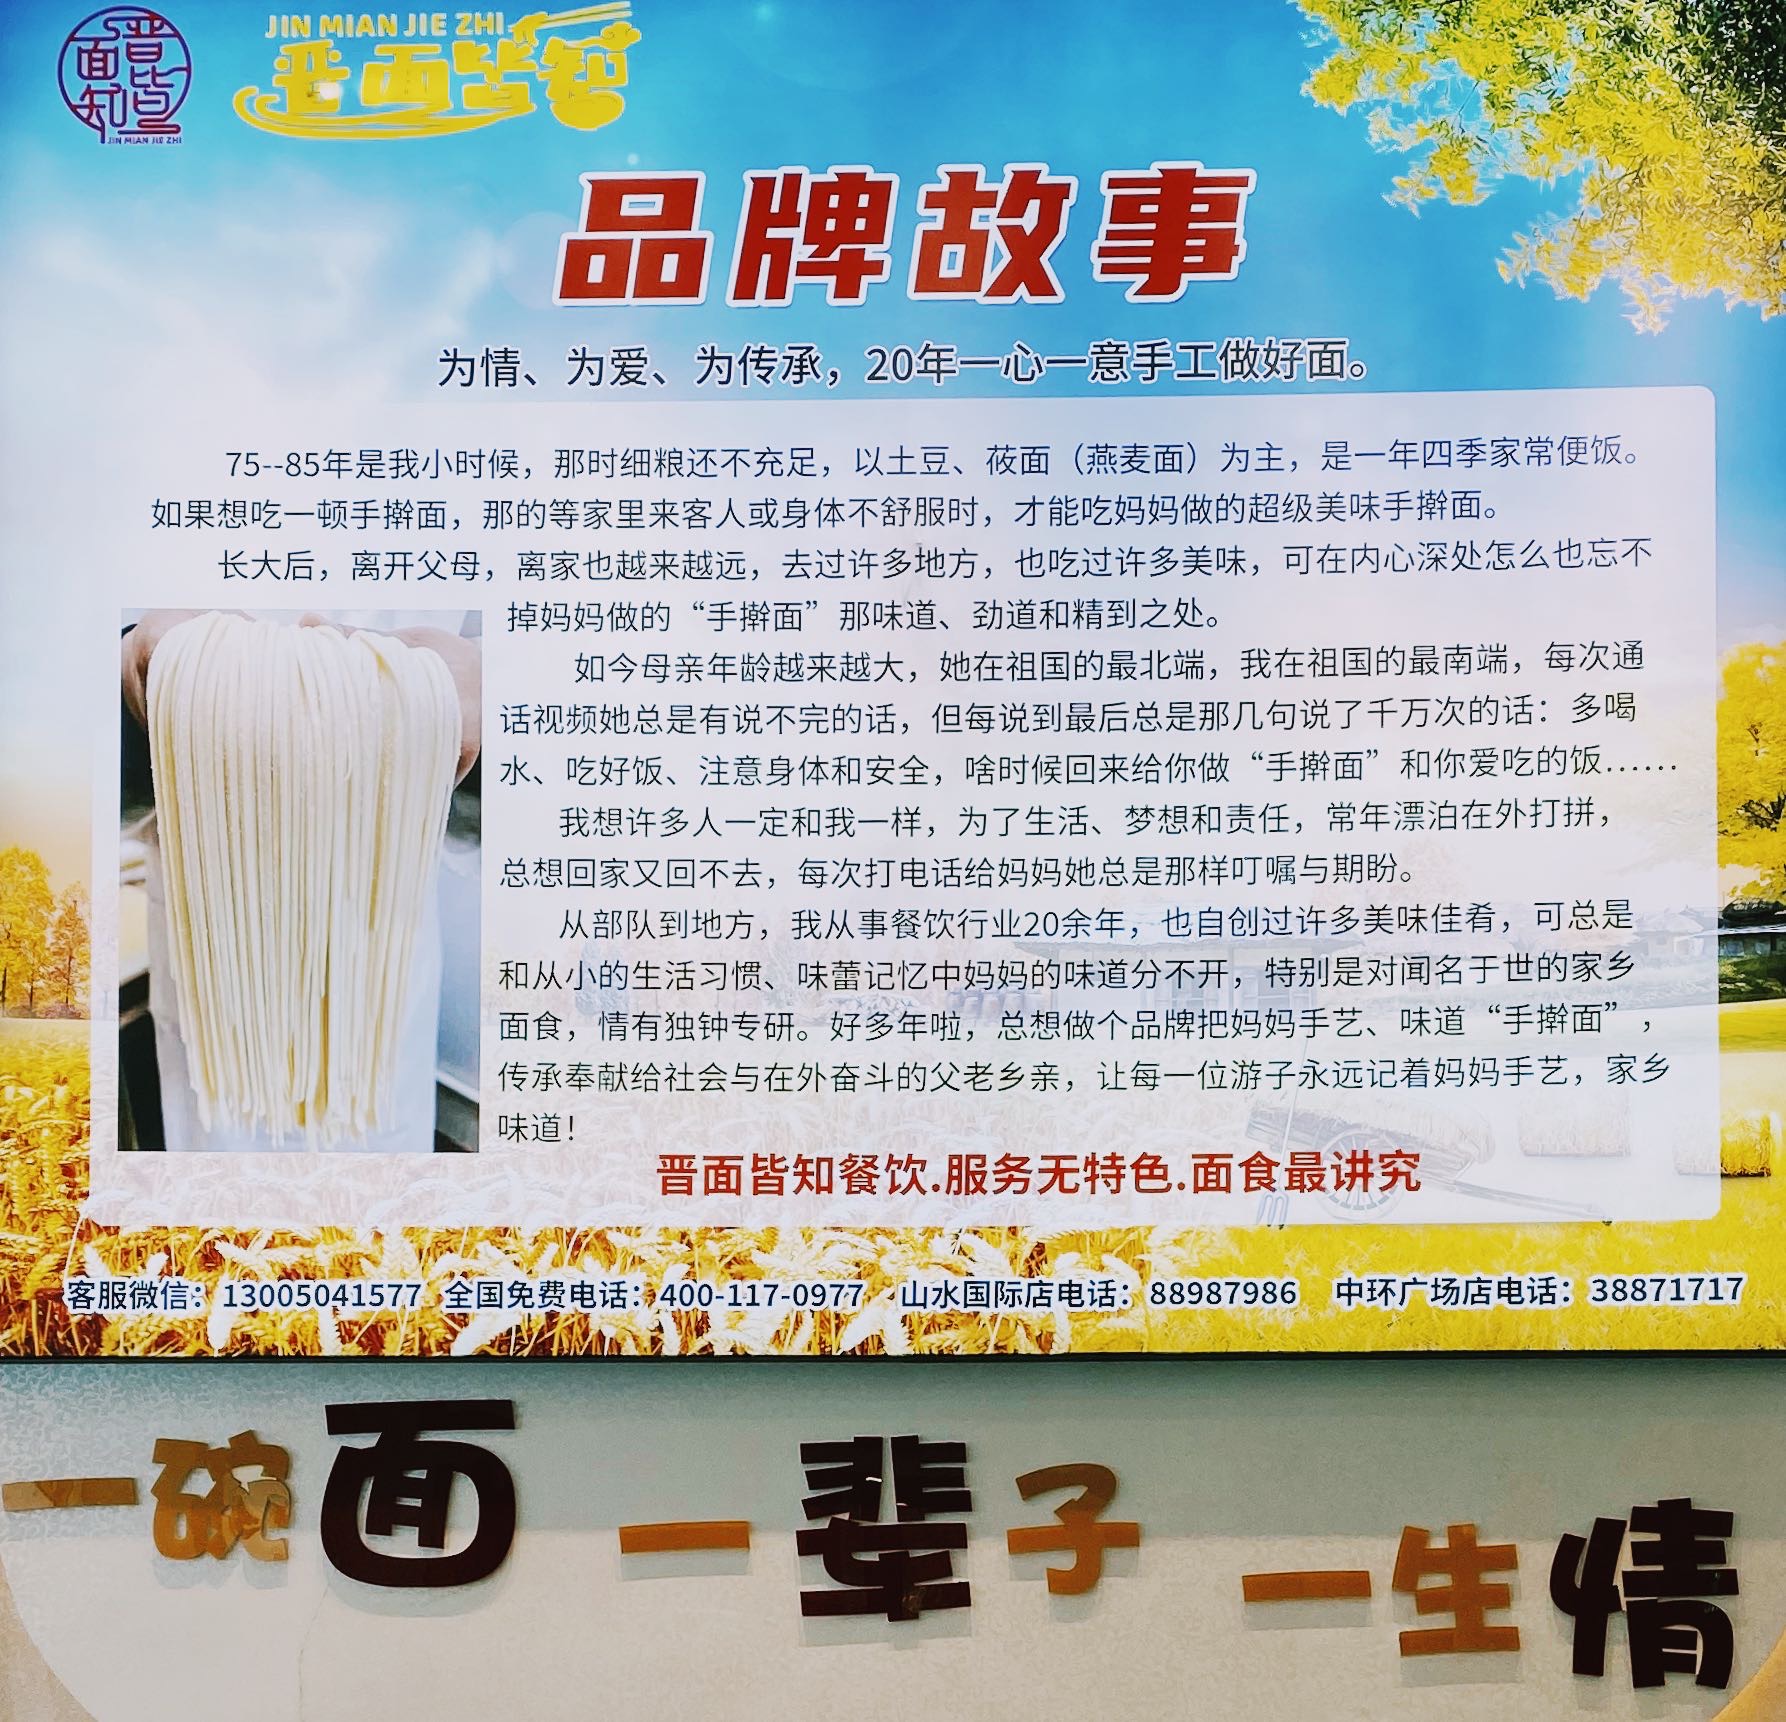 晋面皆知
JIN MIAN JIE ZHI
JIN MIAN JIE ZHI
晋面皆知
品牌故事
为情、为爱、为传承，20年一心一意手工做好面。
75--85年是我小时候，那时细粮还不充足，以土豆、莜面（燕麦面）为主，是一年四季家常便饭。
如果想吃一顿手擀面，那的等家里来客人或身体不舒服时，才能吃妈妈做的超级美味手擀面。
长大后，离开父母，离家也越来越远，去过许多地方，也吃过许多美味，可在内心深处怎么也忘不
掉妈妈做的“手擀面”那味道、劲道和精到之处。
如今母亲年龄越来越大，她在祖国的最北端，我在祖国的最南端，每次通
话视频她总是有说不完的话，但每说到最后总是那几句说了千万次的话：多喝
水、吃好饭、注意身体和安全，啥时候回来给你做“手擀面”和你爱吃的饭……
我想许多人一定和我一样，为了生活、梦想和责任，常年漂泊在外打拼，
总想回家又回不去，每次打电话给妈妈她总是那样叮嘱与期盼。
从部队到地方，我从事餐饮行业20余年，也自创过许多美味佳肴，可总是
和从小的生活习惯、味蕾记忆中妈妈的味道分不开，特别是对闻名于世的家乡
面食，情有独钟专研。好多年啦，总想做个品牌把妈妈手艺、味道“手擀面”，
传承奉献给社会与在外奋斗的父老乡亲，让每一位游子永远记着妈妈手艺，家乡
味道！
晋面皆知餐饮.服务无特色.面食最讲究
客服微信：13005041577 全国免费电话：400-117-0977 山水国际店电话：88987986 中环广场店电话：38871717
一碗面 一辈子 一生情